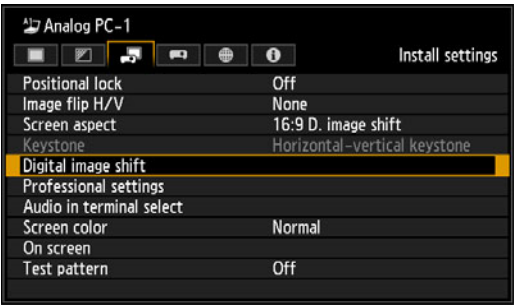 Analog PC-1
Install settings
Positional lock Off
Image flip H/V None
Screen aspect 16:9 D. image shift
Keystone Horizontal-vertical keystone
Digital image shift
Professional settings
Audio in terminal select
Screen color Normal
On screen
Test pattern Off